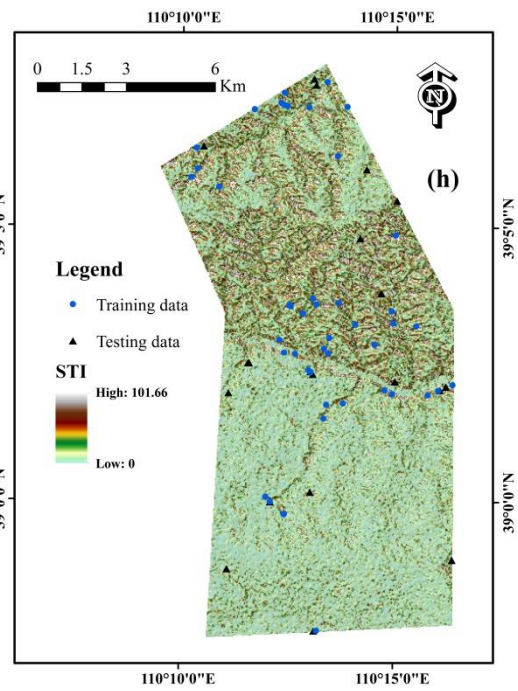 110°10'0"E 110°15'0"E
0 1.5 3 6
Km
N
(h)
39°5'0"N
Legend
Training data
Testing data
STI
High: 101.66
Low: 0
39°0'0"N
110°10'0"E 110°15'0"E